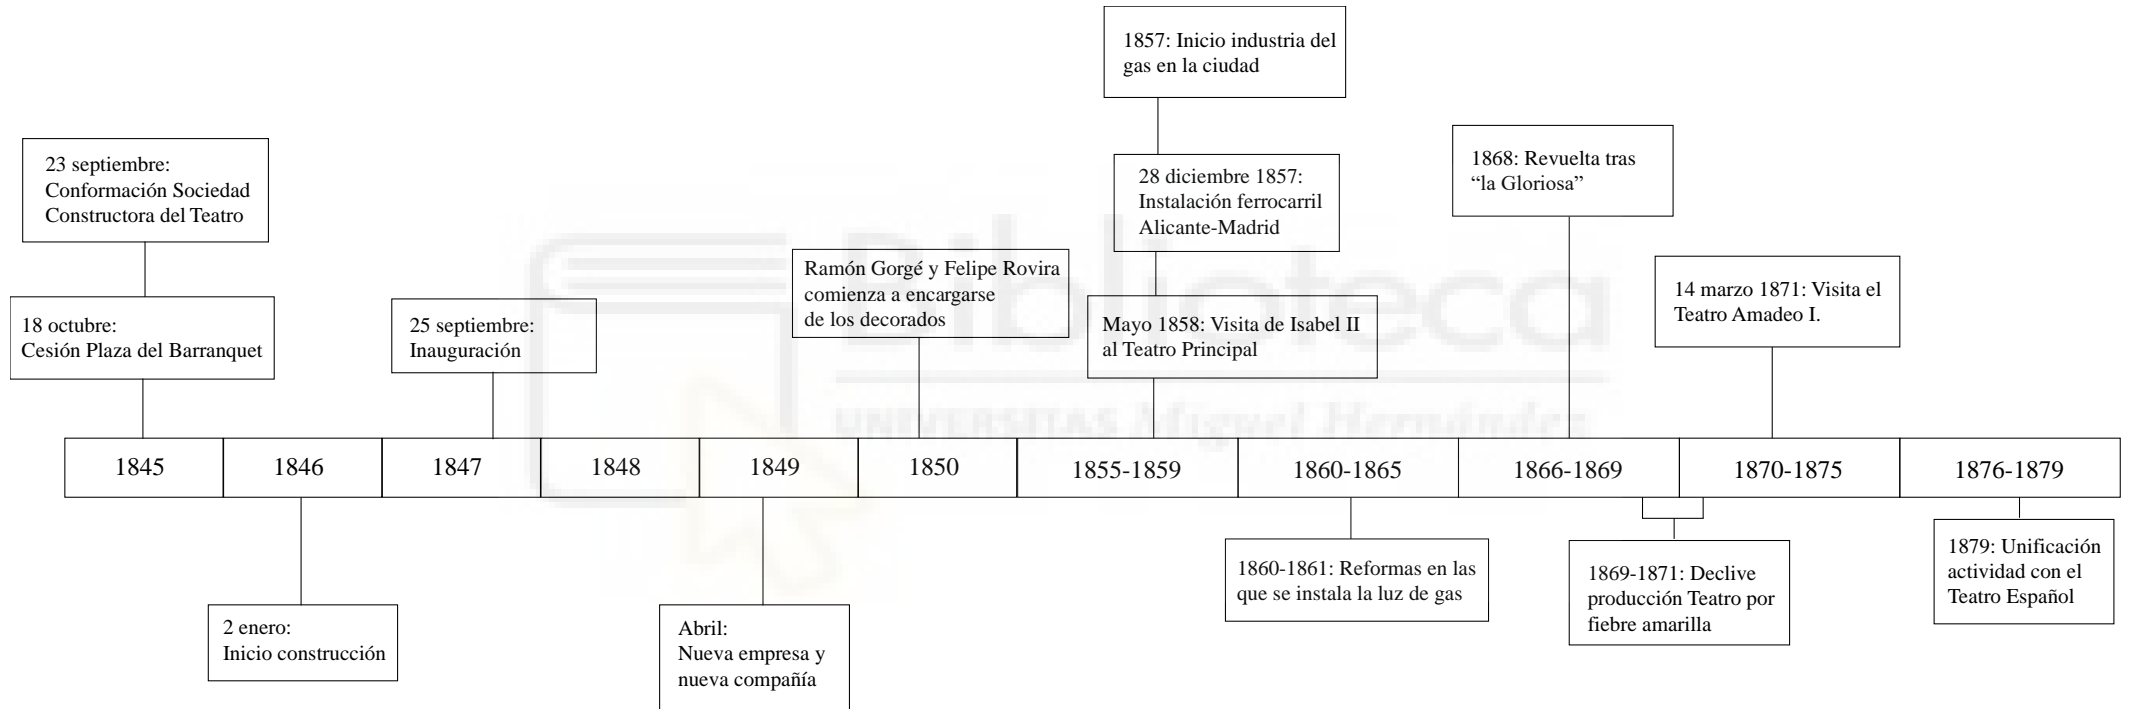 1857: Inicio industria del
gas en la ciudad
23 septiembre:
Conformación Sociedad
Constructora del Teatro
28 diciembre 1857:
Instalación ferrocarril
Alicante-Madrid
1868: Revuelta tras
“la Gloriosa”
18 octubre:
Cesión Plaza del Barranquet
25 septiembre:
Inauguración
Ramón Gorgé y Felipe Rovira
comienza a encargarse
de los decorados
Mayo 1858: Visita de Isabel II
al Teatro Principal
14 marzo 1871: Visita el
Teatro Amadeo I.
Biblioteca
UNIVERSITAS Miguel Hernández
1845
1846
1847
1848
1849
1850
1855-1859
1860-1865
1866-1869
1870-1875
1876-1879
2 enero:
Inicio construcción
Abril:
Nueva empresa y
nueva compañía
1860-1861: Reformas en las
que se instala la luz de gas
1869-1871: Declive
producción Teatro por
fiebre amarilla
1879: Unificación
actividad con el
Teatro Español